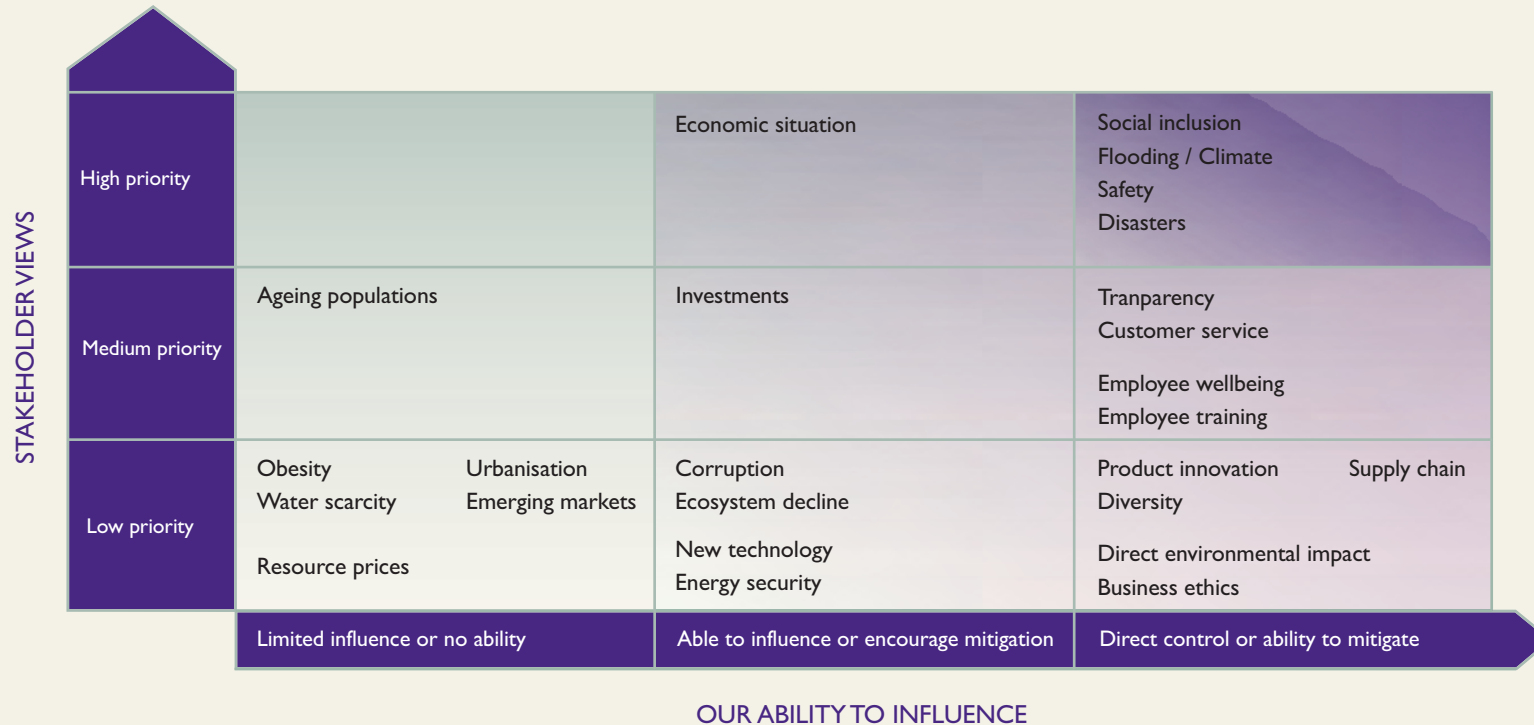 STAKEHOLDER VIEWS
High priority
Economic situation
Social inclusion
Flooding / Climate
Safety
Disasters
Medium priority
Ageing populations
Investments
Tranparency
Customer service
Employee wellbeing
Employee training
Low priority
Obesity
Water scarcity
Urbanisation
Emerging markets
Resource prices
Corruption
Ecosystem decline
New technology
Energy security
Product innovation
Diversity
Supply chain
Direct environmental impact
Business ethics
Limited influence or no ability
Able to influence or encourage mitigation
Direct control or ability to mitigate
OUR ABILITY TO INFLUENCE